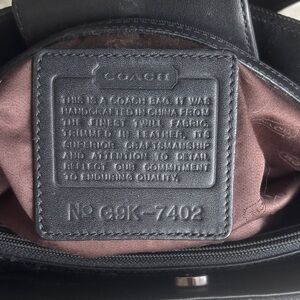 COACH
THIS IS A COACH BAG. IT WAS
HANDCRAFTED IN CHINA FROM
THE FINEST TWILL FABRIC,
TRIMMED IN LEATHER, ITS
SUPERIOR CRAFTSMANSHIP
AND ATTENTION TO DETAIL
REFLECT OUR COMMITMENT
TO ENDURING QUALITY.
No G9K-7402